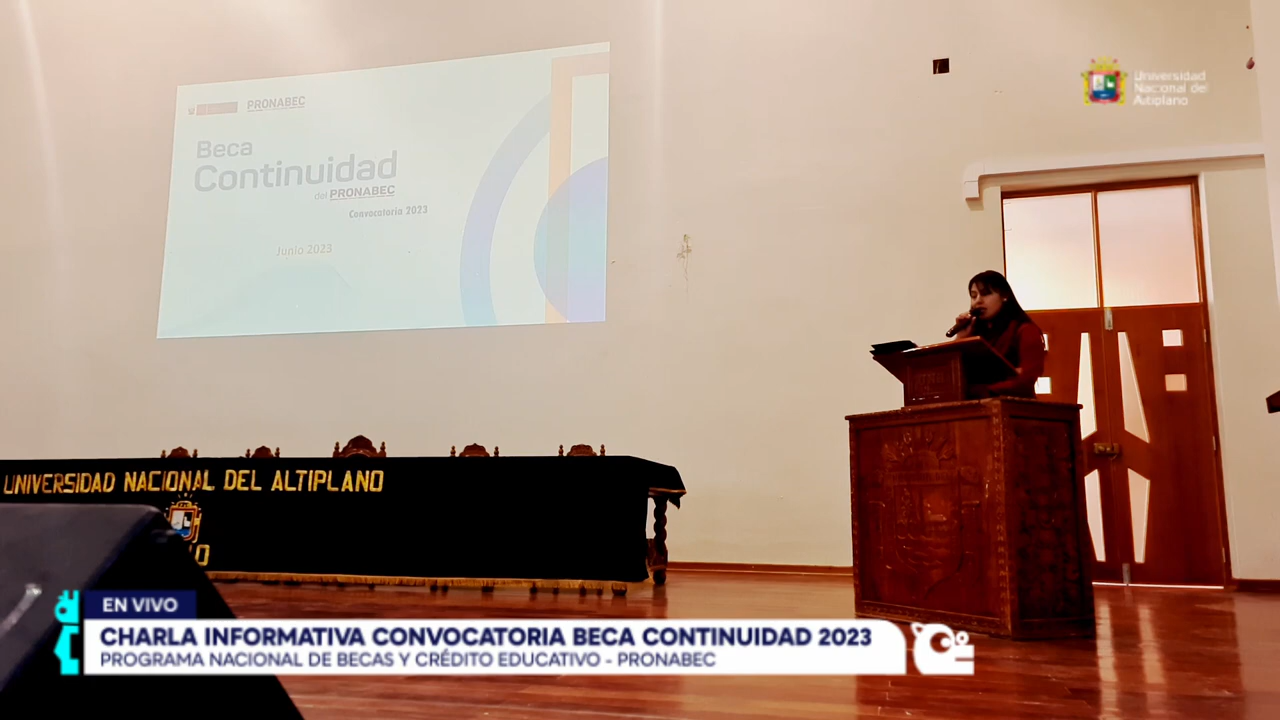 PRONABEC
Beca
Continuidad
del PRONABEC
Convocatoria 2023
Junio 2023
Universidad
Nacional del
Altiplano
UNIVERSIDAD NACIONAL DEL ALTIPLANO
EN VIVO
CHARLA INFORMATIVA CONVOCATORIA BECA CONTINUIDAD 2023
PROGRAMA NACIONAL DE BECAS Y CRÉDITO EDUCATIVO - PRONABEC